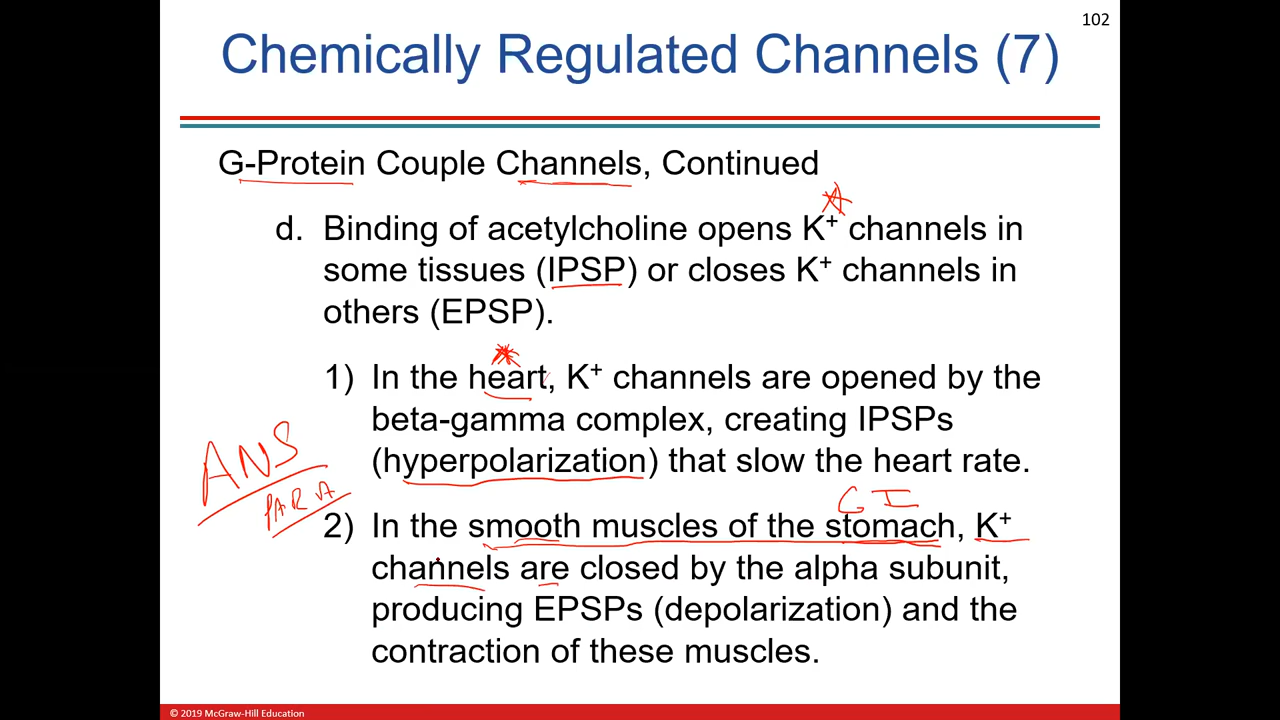 102
Chemically Regulated Channels (7)
G-Protein Couple Channels, Continued
d. Binding of acetylcholine opens K⁺ channels in
some tissues (IPSP) or closes K⁺ channels in
others (EPSP).
1) In the heart, K⁺ channels are opened by the
beta-gamma complex, creating IPSPs
(hyperpolarization) that slow the heart rate.
ANS
PARA
GI
2) In the smooth muscles of the stomach, K⁺
channels are closed by the alpha subunit,
producing EPSPs (depolarization) and the
contraction of these muscles.
© 2019 McGraw-Hill Education